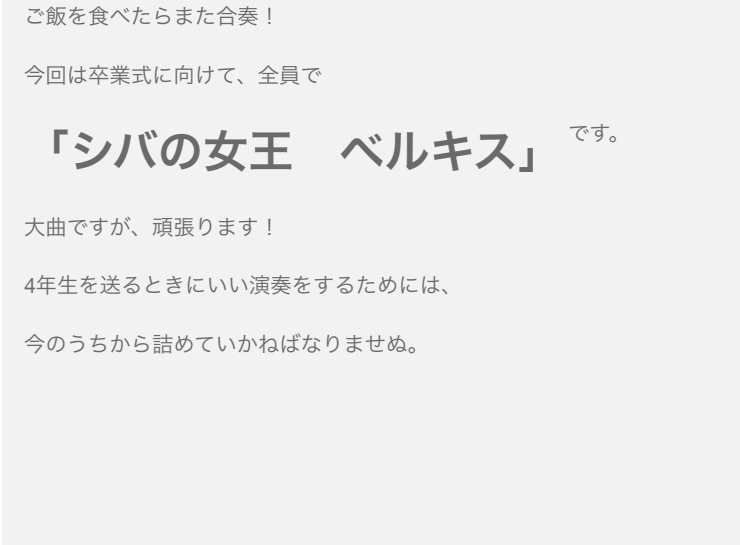 ご飯を食べたらまた合奏！
今回は卒業式に向けて、全員で
「シバの女王　ベルキス」 です。
大曲ですが、頑張ります！
4年生を送るときにいい演奏をするためには、
今のうちから詰めていかねばなりませぬ。